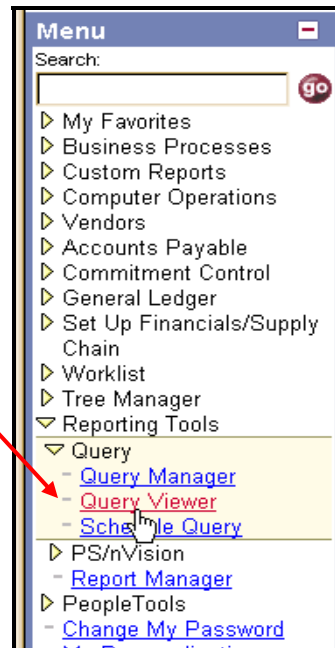 Menu
Search:
go
My Favorites
Business Processes
Custom Reports
Computer Operations
Vendors
Accounts Payable
Commitment Control
General Ledger
Set Up Financials/Supply
Chain
Worklist
Tree Manager
Reporting Tools
Query
Query Manager
Query Viewer
Schedule Query
PS/nVision
Report Manager
PeopleTools
Change My Password